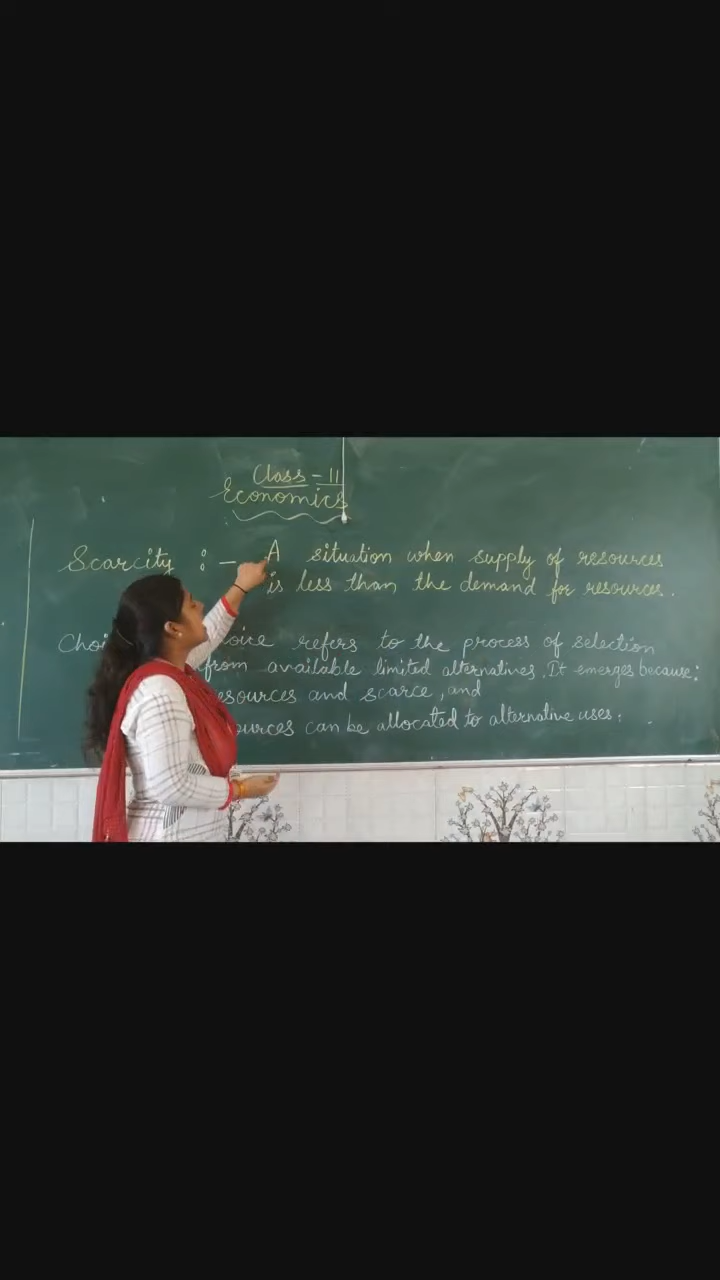 Class - 11
Economics
Scarcity : - A situation when supply of resources
is less than the demand for resources.
refers to the process of selection
from available limited alternatives. It emerges because:
and scarce, and
can be allocated to alternative uses.